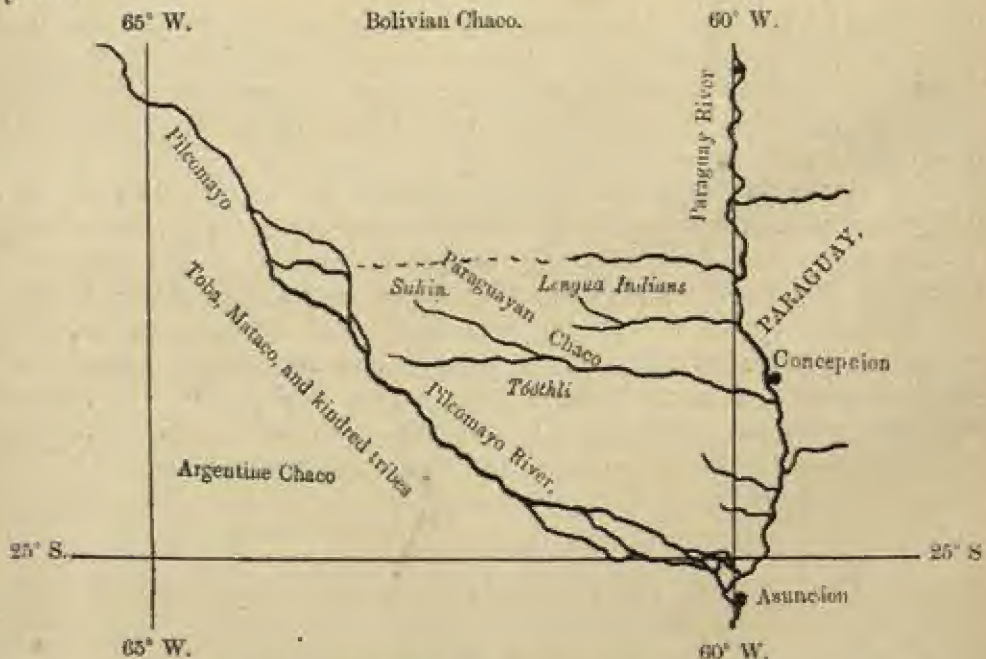 65° W.
Bolivian Chaco.
60° W.
Paraguay River
Pilcomayo
PARAGUAY.
Paraguayan
Chaco
Suhin
Lengua Indians
Toba, Mataco, and kindred tribes
Concepcion
Tóóthli
Pilcomayo River,
Argentine Chaco
25° S.
25° S
Asuncion
65° W.
60° W.